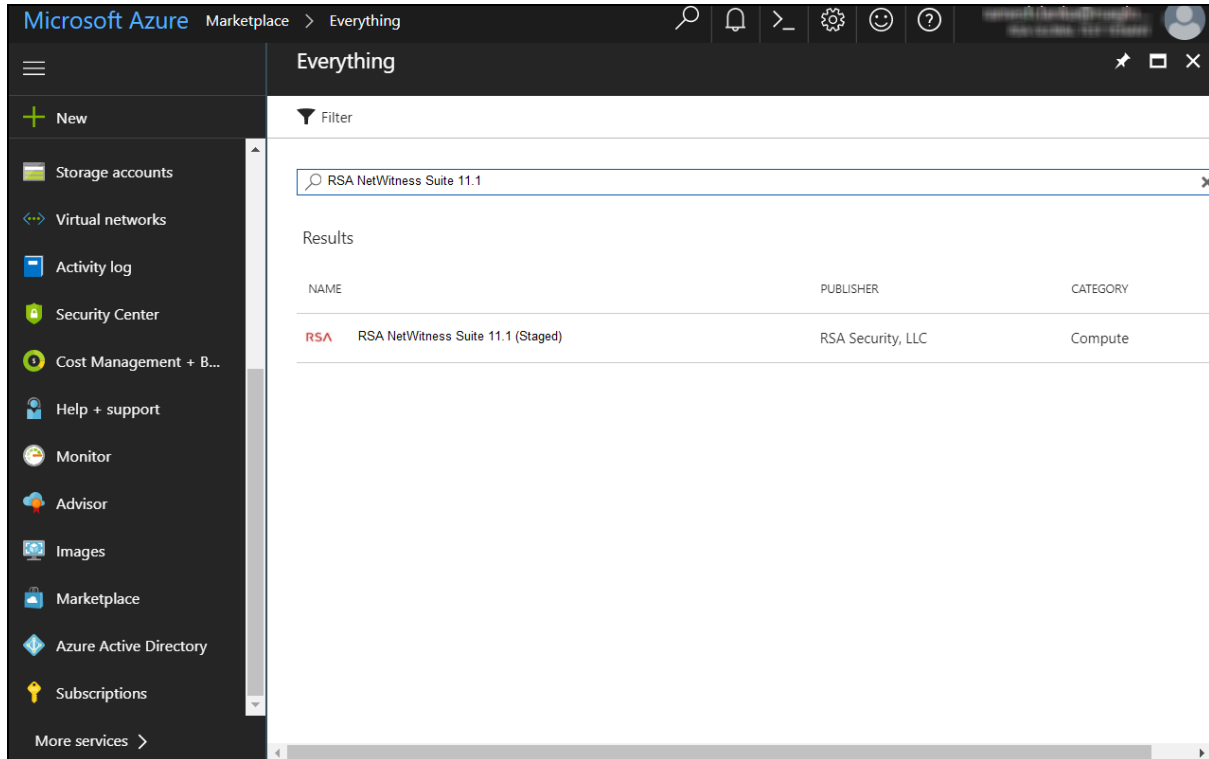 Microsoft Azure Marketplace > Everything
Everything
New
Filter
Storage accounts
RSA NetWitness Suite 11.1
Virtual networks
Results
Activity log
NAME PUBLISHER CATEGORY
Security Center
RSA RSA NetWitness Suite 11.1 (Staged) RSA Security, LLC Compute
Cost Management + B...
Help + support
Monitor
Advisor
Images
Marketplace
Azure Active Directory
Subscriptions
More services >